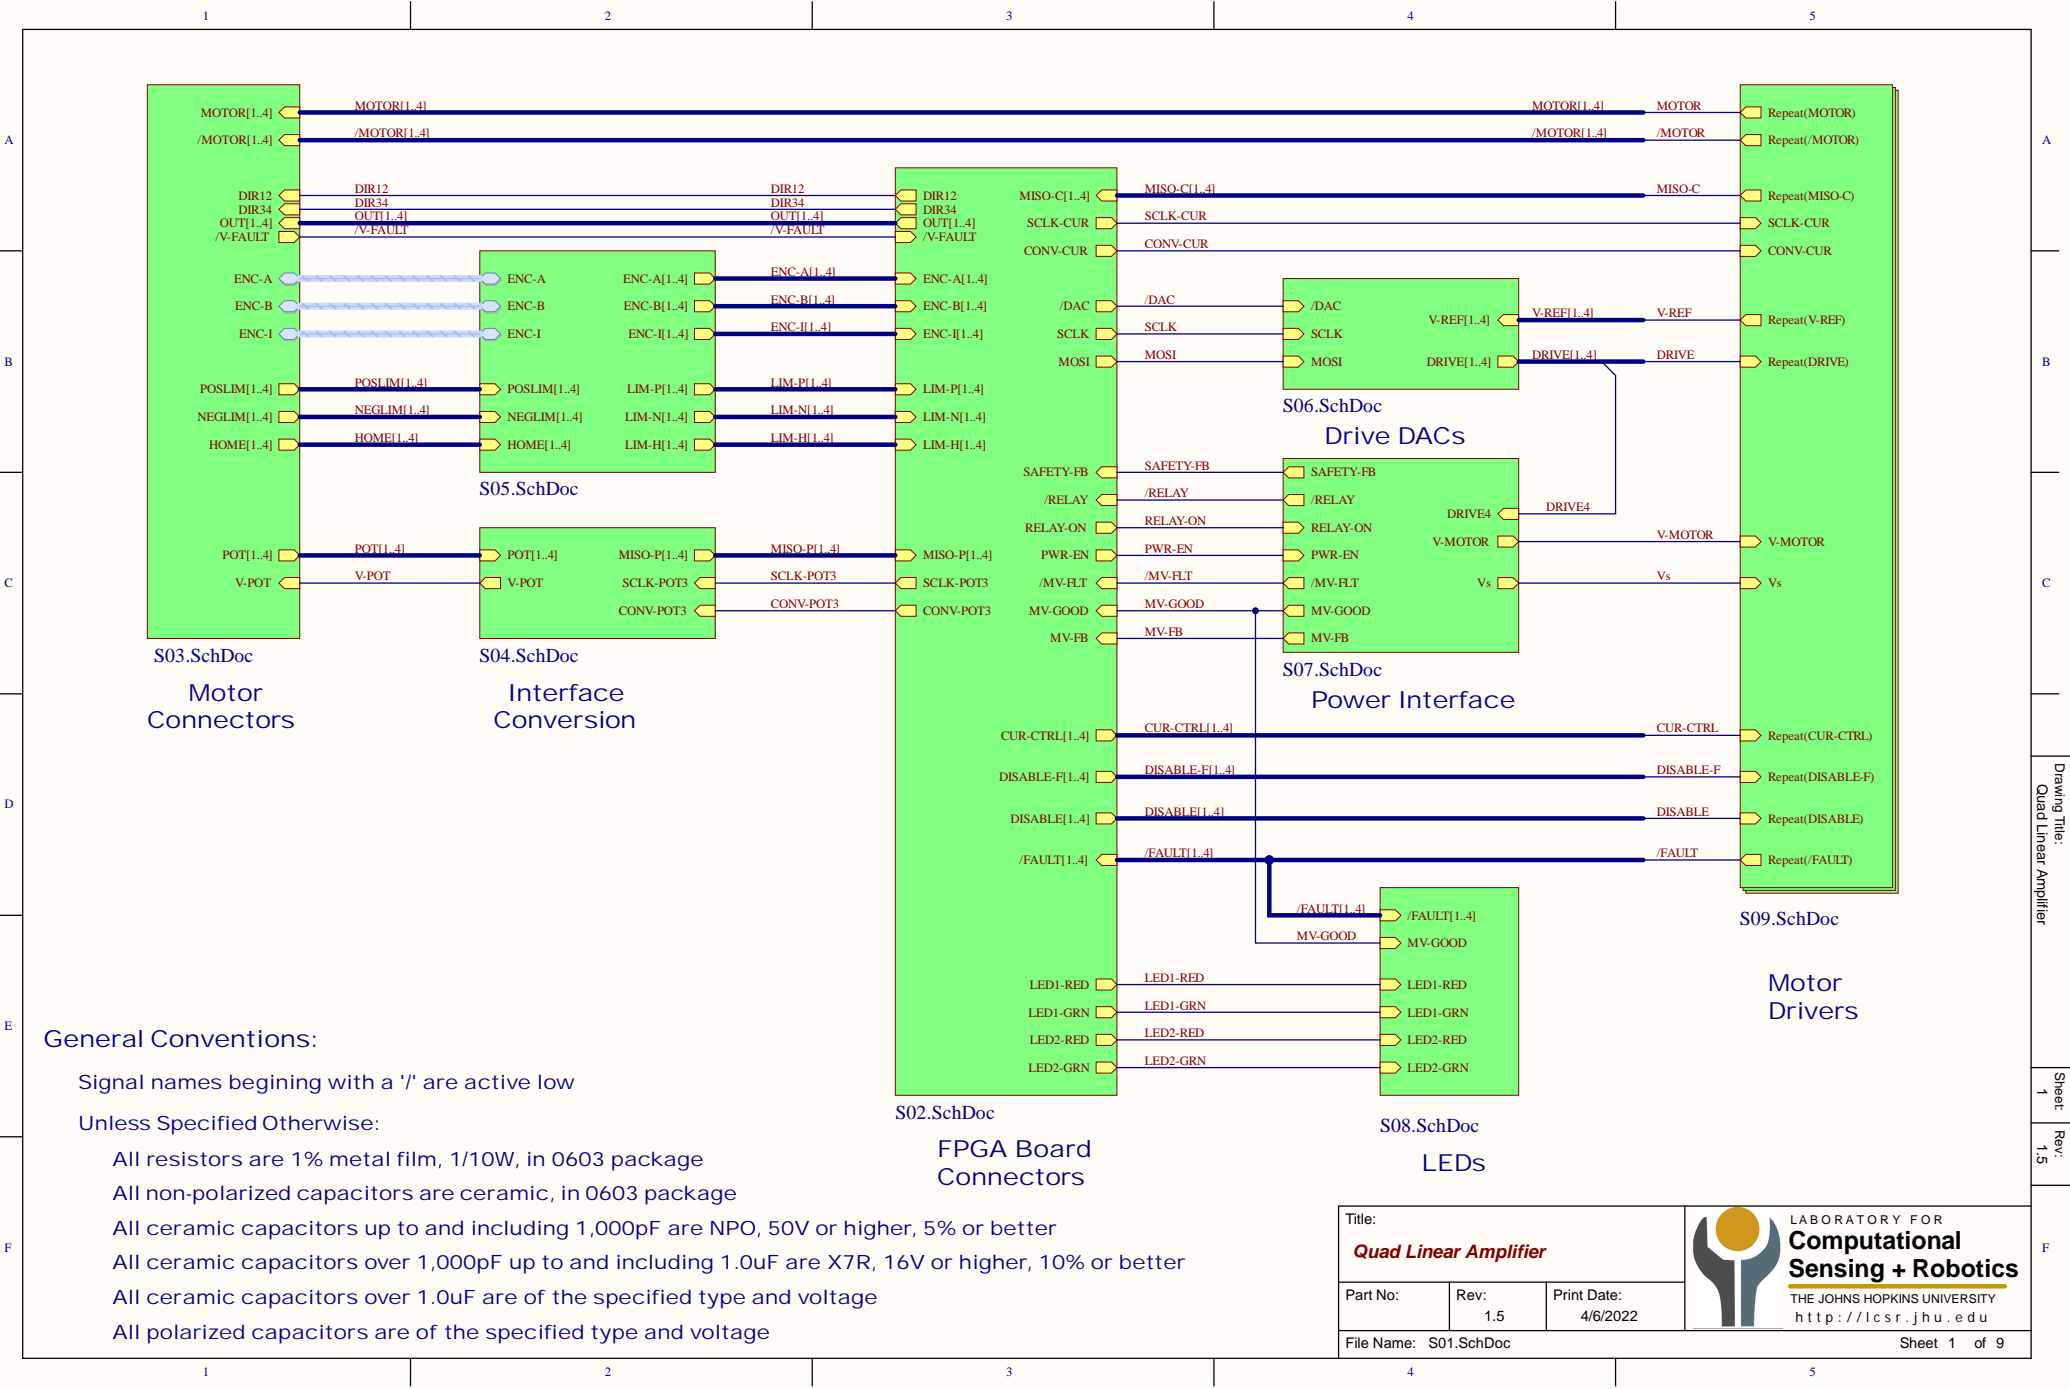 1 2 3 4 5
A
B
C
D
E
F
MOTOR[1..4]
/MOTOR[1..4]
DIR12
DIR34
OUT[1..4]
/V-FAULT
ENC-A
ENC-B
ENC-I
POSLIM[1..4]
NEGLIM[1..4]
HOME[1..4]
POT[1..4]
V-POT
S03.SchDoc
Motor
Connectors
MOTOR[1..4]
/MOTOR[1..4]
DIR12
DIR34
OUT[1..4]
/V-FAULT
POSLIM[1..4]
NEGLIM[1..4]
HOME[1..4]
POT[1..4]
V-POT
ENC-A ENC-A[1..4]
ENC-B ENC-B[1..4]
ENC-I ENC-I[1..4]
POSLIM[1..4] LIM-P[1..4]
NEGLIM[1..4] LIM-N[1..4]
HOME[1..4] LIM-H[1..4]
S05.SchDoc
POT[1..4] MISO-P[1..4]
V-POT SCLK-POT3
CONV-POT3
S04.SchDoc
Interface
Conversion
DIR12
DIR34
OUT[1..4]
/V-FAULT
ENC-A[1..4]
ENC-B[1..4]
ENC-I[1..4]
LIM-P[1..4]
LIM-N[1..4]
LIM-H[1..4]
MISO-P[1..4]
SCLK-POT3
CONV-POT3
DIR12 MISO-C[1..4]
DIR34
OUT[1..4] SCLK-CUR
/V-FAULT
CONV-CUR
ENC-A[1..4]
ENC-B[1..4] /DAC
ENC-I[1..4] SCLK
MOSI
LIM-P[1..4]
LIM-N[1..4]
LIM-H[1..4]
SAFETY-FB
/RELAY
RELAY-ON
MISO-P[1..4] PWR-EN
SCLK-POT3 /MV-FLT
CONV-POT3 MV-GOOD
MV-FB
CUR-CTRL[1..4]
DISABLE-F[1..4]
DISABLE[1..4]
/FAULT[1..4]
LED1-RED
LED1-GRN
LED2-RED
LED2-GRN
S02.SchDoc
FPGA Board
Connectors
MISO-C[1..4]
SCLK-CUR
CONV-CUR
/DAC
SCLK
MOSI
SAFETY-FB
/RELAY
RELAY-ON
PWR-EN
/MV-FLT
MV-GOOD
MV-FB
CUR-CTRL[1..4]
DISABLE-F[1..4]
DISABLE[1..4]
/FAULT[1..4]
/FAULT[1..4]
MV-GOOD
LED1-RED
LED1-GRN
LED2-RED
LED2-GRN
/DAC
V-REF[1..4]
SCLK
MOSI DRIVE[1..4]
S06.SchDoc
Drive DACs
SAFETY-FB
/RELAY
DRIVE4
RELAY-ON
V-MOTOR
PWR-EN
/MV-FLT Vs
MV-GOOD
MV-FB
S07.SchDoc
Power Interface
/FAULT[1..4]
MV-GOOD
LED1-RED
LED1-GRN
LED2-RED
LED2-GRN
S08.SchDoc
LEDs
MOTOR[1..4] MOTOR
/MOTOR[1..4] /MOTOR
MISO-C
V-REF[1..4] V-REF
DRIVE[1..4] DRIVE
DRIVE4
V-MOTOR
Vs
CUR-CTRL
DISABLE-F
DISABLE
/FAULT
Repeat(MOTOR)
Repeat(/MOTOR)
Repeat(MISO-C)
SCLK-CUR
CONV-CUR
Repeat(V-REF)
Repeat(DRIVE)
V-MOTOR
Vs
Repeat(CUR-CTRL)
Repeat(DISABLE-F)
Repeat(DISABLE)
Repeat(/FAULT)
S09.SchDoc
Motor
Drivers
General Conventions:
Signal names begining with a '/' are active low
Unless Specified Otherwise:
All resistors are 1% metal film, 1/10W, in 0603 package
All non-polarized capacitors are ceramic, in 0603 package
All ceramic capacitors up to and including 1,000pF are NPO, 50V or higher, 5% or better
All ceramic capacitors over 1,000pF up to and including 1.0uF are X7R, 16V or higher, 10% or better
All ceramic capacitors over 1.0uF are of the specified type and voltage
All polarized capacitors are of the specified type and voltage
A
B
C
D
E
F
Drawing Title:
Quad Linear Amplifier
Sheet:
1
Rev:
1.5
Title:
Quad Linear Amplifier
Part No:
Rev:
1.5
Print Date:
4/6/2022
File Name: S01.SchDoc
Sheet 1 of 9
LABORATORY FOR
Computational
Sensing + Robotics
THE JOHNS HOPKINS UNIVERSITY
http://lcsr.jhu.edu
1 2 3 4 5